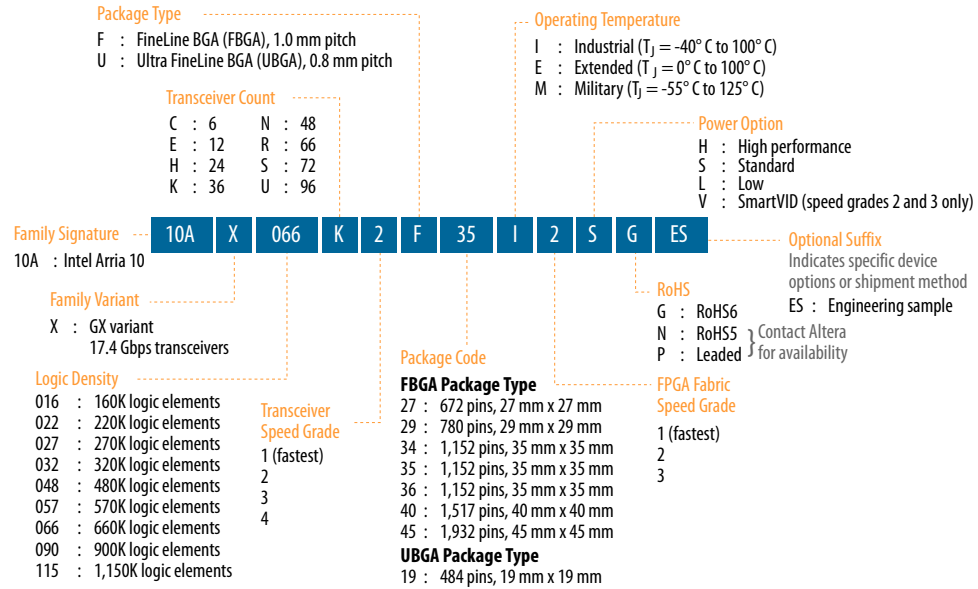 Package Type
F : FineLine BGA (FBGA), 1.0 mm pitch
U : Ultra FineLine BGA (UBGA), 0.8 mm pitch
Operating Temperature
I : Industrial (TJ = -40° C to 100° C)
E : Extended (TJ = 0° C to 100° C)
M : Military (TJ = -55° C to 125° C)
Transceiver Count
C : 6 N : 48
E : 12 R : 66
H : 24 S : 72
K : 36 U : 96
Power Option
H : High performance
S : Standard
L : Low
V : SmartVID (speed grades 2 and 3 only)
10A X 066 K 2 F 35 I 2 S G ES
Family Signature
10A : Intel Arria 10
Optional Suffix
Indicates specific device
options or shipment method
ES : Engineering sample
Family Variant
X : GX variant
17.4 Gbps transceivers
RoHS
G : RoHS6
N : RoHS5
P : Leaded
} Contact Altera
for availability
Logic Density
016 : 160K logic elements
022 : 220K logic elements
027 : 270K logic elements
032 : 320K logic elements
048 : 480K logic elements
057 : 570K logic elements
066 : 660K logic elements
090 : 900K logic elements
115 : 1,150K logic elements
Transceiver
Speed Grade
1 (fastest)
2
3
4
Package Code
FBGA Package Type
27 : 672 pins, 27 mm x 27 mm
29 : 780 pins, 29 mm x 29 mm
34 : 1,152 pins, 35 mm x 35 mm
35 : 1,152 pins, 35 mm x 35 mm
36 : 1,152 pins, 35 mm x 35 mm
40 : 1,517 pins, 40 mm x 40 mm
45 : 1,932 pins, 45 mm x 45 mm
UBGA Package Type
19 : 484 pins, 19 mm x 19 mm
FPGA Fabric
Speed Grade
1 (fastest)
2
3